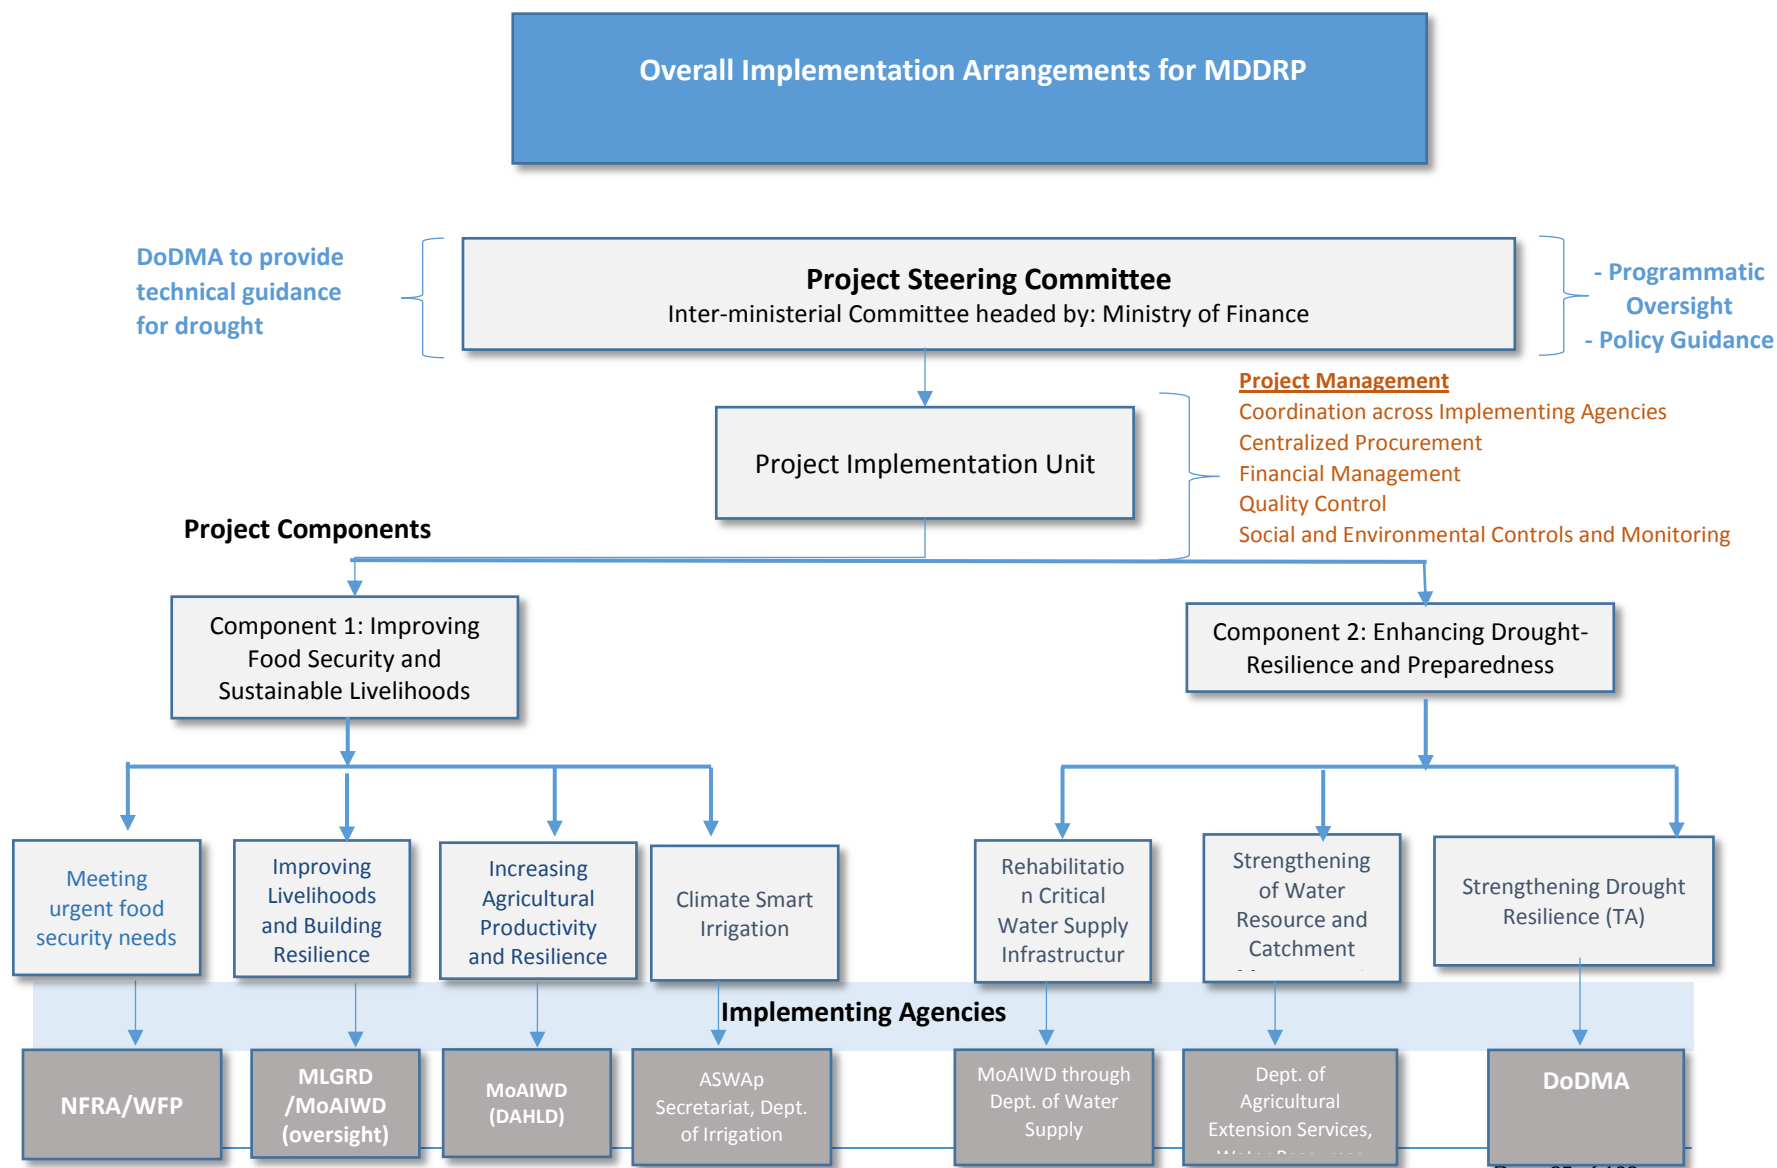 Overall Implementation Arrangements for MDDRP
DoDMA to provide
technical guidance
for drought
Project Steering Committee
Inter-ministerial Committee headed by: Ministry of Finance
- Programmatic
Oversight
- Policy Guidance
Project Implementation Unit
Project Management
Coordination across Implementing Agencies
Centralized Procurement
Financial Management
Quality Control
Social and Environmental Controls and Monitoring
Project Components
Component 1: Improving
Food Security and
Sustainable Livelihoods
Component 2: Enhancing Drought-
Resilience and Preparedness
Meeting
urgent food
security needs
Improving
Livelihoods
and Building
Resilience
Increasing
Agricultural
Productivity
and Resilience
Climate Smart
Irrigation
Rehabilitatio
n Critical
Water Supply
Infrastructur
Strengthening
of Water
Resource and
Catchment
Strengthening Drought
Resilience (TA)
Implementing Agencies
NFRA/WFP
MLGRD
/MoAIWD
(oversight)
MoAIWD
(DAHLD)
ASWAp
Secretariat, Dept.
of Irrigation
MoAIWD through
Dept. of Water
Supply
Dept. of
Agricultural
Extension Services,
DoDMA